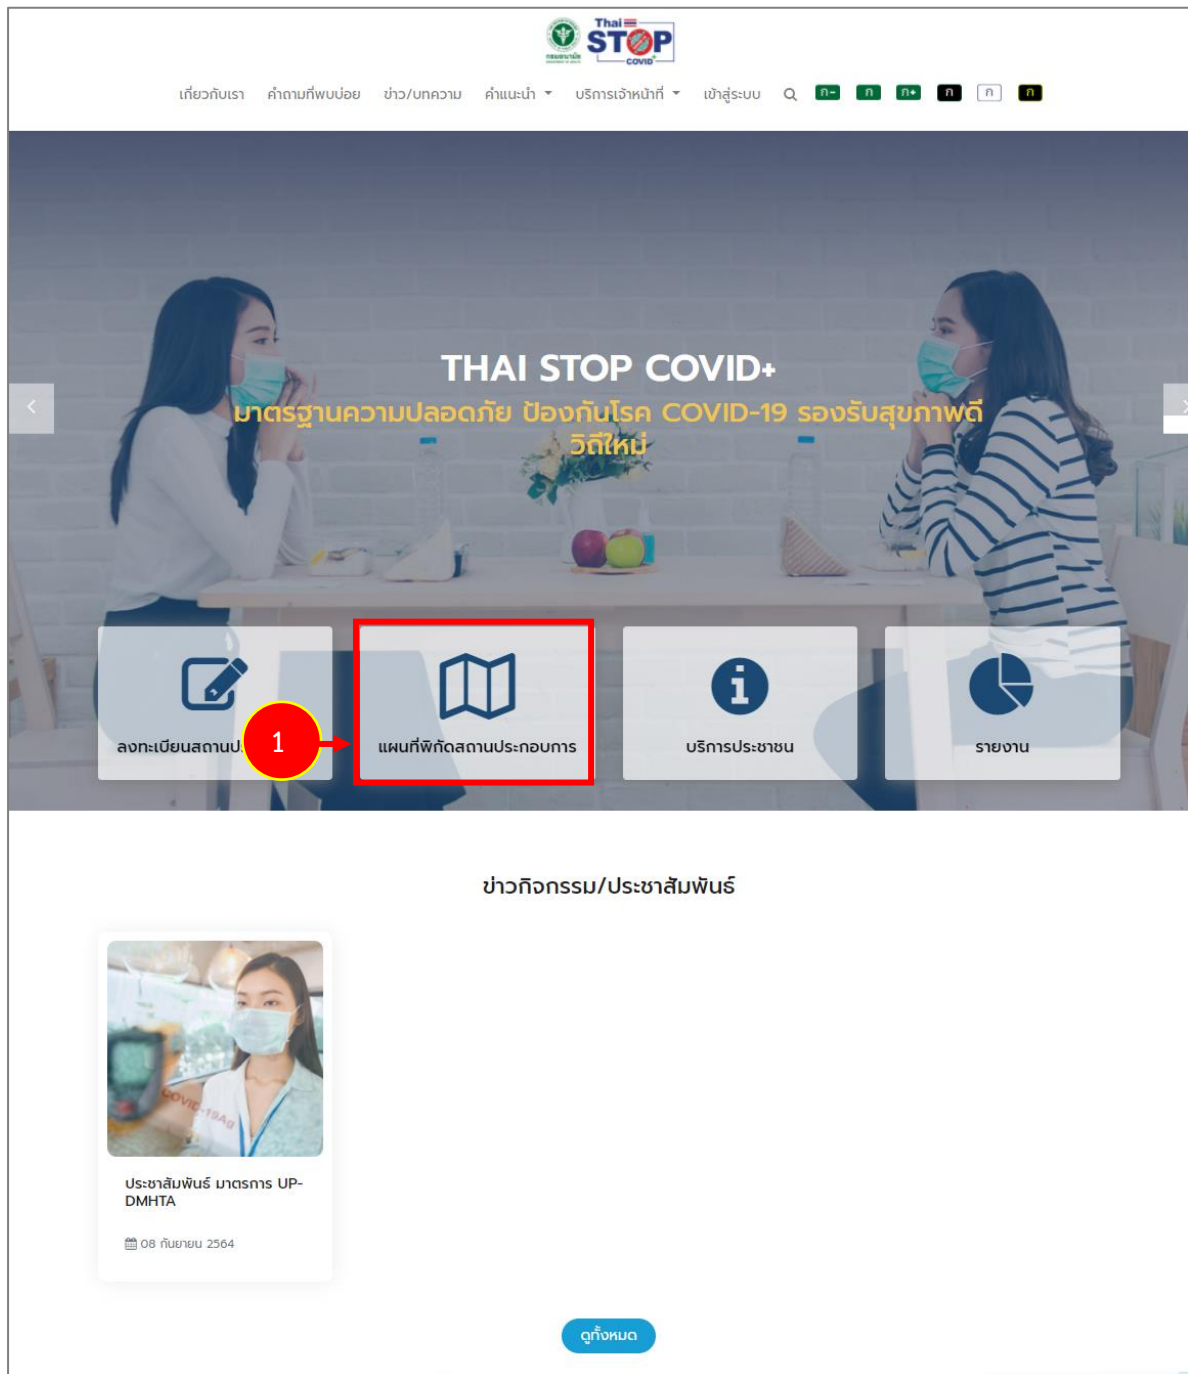 Thai
STOP
COVID+
กรมอนามัย
เกี่ยวกับเรา คำถามที่พบบ่อย ข่าว/บทความ คำแนะนำ บริการเจ้าหน้าที่ เข้าสู่ระบบ ก- ก ก+ ก ก ก
THAI STOP COVID+
มาตรฐานความปลอดภัย ป้องกันโรค COVID-19 รองรับสุขภาพดี
วิถีใหม่
ลงทะเบียนสถานป 1 แผนที่พิกัดสถานประกอบการ บริการประชาชน รายงาน
ข่าวกิจกรรม/ประชาสัมพันธ์
COVID-19Ag
ประชาสัมพันธ์ มาตรการ UP-
DMHTA
08 กันยายน 2564
ดูทั้งหมด